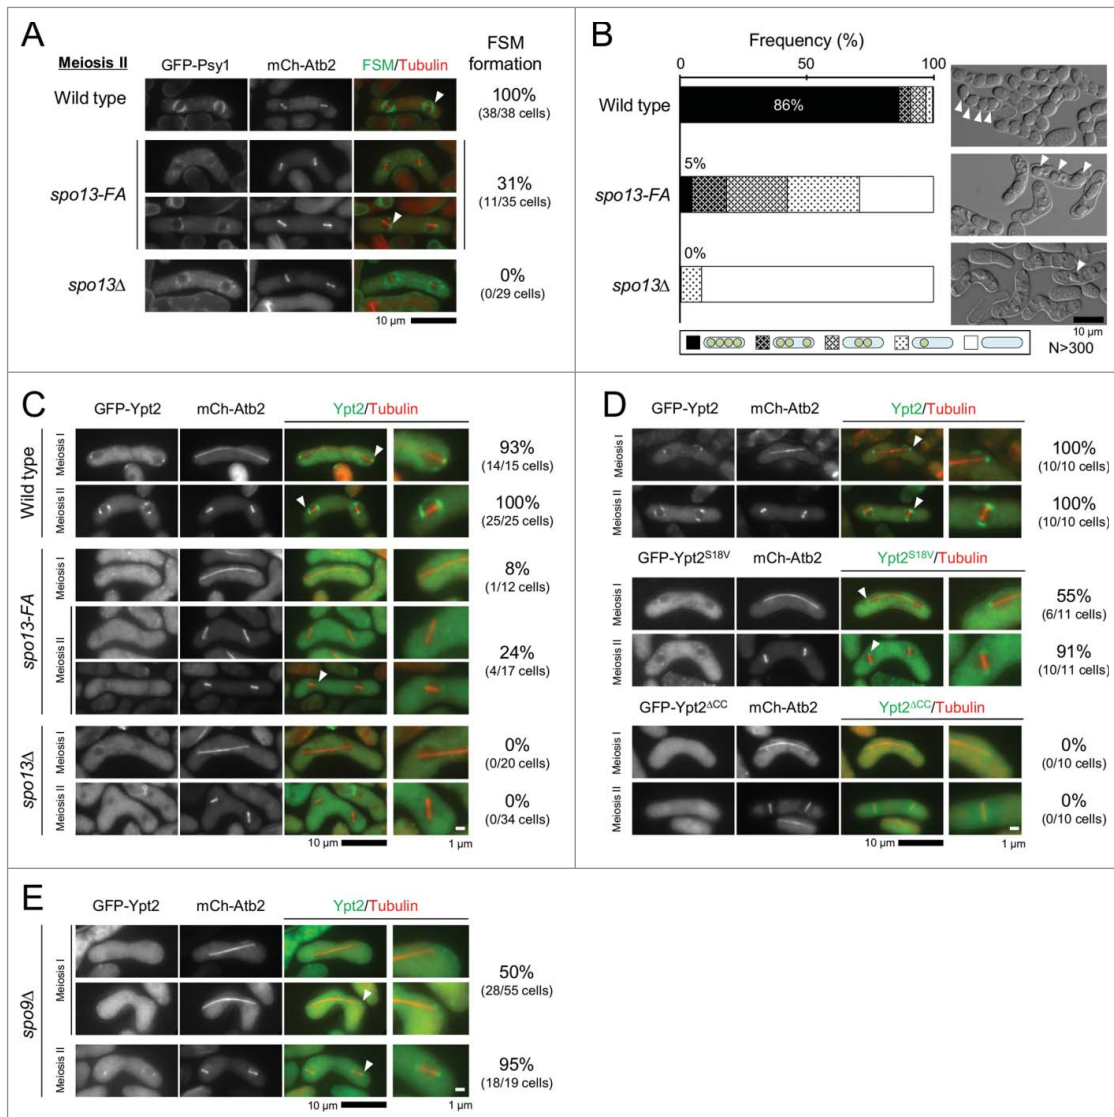 A
Meiosis II
GFP-Psy1
mCh-Atb2
FSM/Tubulin
FSM
formation
Wild type
100%
(38/38 cells)
spo13-FA
31%
(11/35 cells)
spo13Δ
0%
(0/29 cells)
10 µm
B
Frequency (%)
0 50 100
Wild type
86%
5%
spo13-FA
0%
spo13Δ
10 µm
N>300
C
GFP-Ypt2
mCh-Atb2
Ypt2/Tubulin
Wild type
Meiosis I
93%
(14/15 cells)
Meiosis II
100%
(25/25 cells)
spo13-FA
Meiosis I
8%
(1/12 cells)
Meiosis II
24%
(4/17 cells)
spo13Δ
Meiosis I
0%
(0/20 cells)
Meiosis II
0%
(0/34 cells)
10 µm
1 µm
D
GFP-Ypt2
mCh-Atb2
Ypt2/Tubulin
Meiosis I
100%
(10/10 cells)
Meiosis II
100%
(10/10 cells)
GFP-Ypt2S18V
mCh-Atb2
Ypt2S18V/Tubulin
Meiosis I
55%
(6/11 cells)
Meiosis II
91%
(10/11 cells)
GFP-Ypt2ΔCC
mCh-Atb2
Ypt2ΔCC/Tubulin
Meiosis I
0%
(0/10 cells)
Meiosis II
0%
(0/10 cells)
10 µm
1 µm
E
GFP-Ypt2
mCh-Atb2
Ypt2/Tubulin
spo9Δ
Meiosis I
50%
(28/55 cells)
Meiosis II
95%
(18/19 cells)
10 µm
1 µm